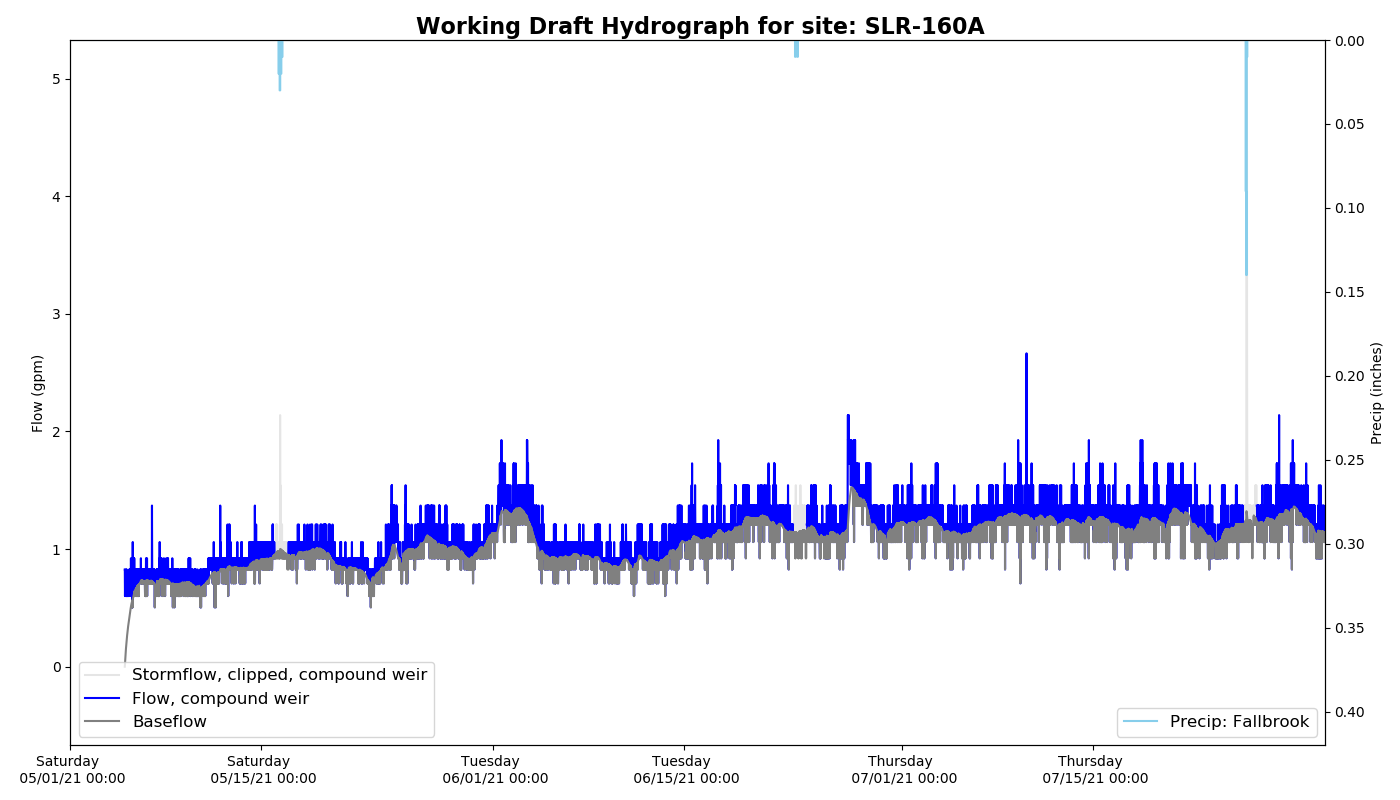 Working Draft Hydrograph for site: SLR-160A
5
4
3
2
1
0
Flow (gpm)
0.00
0.05
0.10
0.15
0.20
0.25
0.30
0.35
0.40
Precip (inches)
Stormflow, clipped, compound weir
Flow, compound weir
Baseflow
Precip: Fallbrook
Saturday
05/01/21 00:00
Saturday
05/15/21 00:00
Tuesday
06/01/21 00:00
Tuesday
06/15/21 00:00
Thursday
07/01/21 00:00
Thursday
07/15/21 00:00